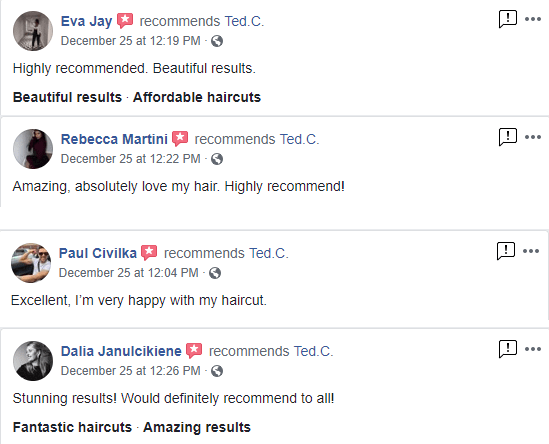 Eva Jay recommends Ted.C.
December 25 at 12:19 PM ·
Highly recommended. Beautiful results.
Beautiful results · Affordable haircuts
Rebecca Martini recommends Ted.C.
December 25 at 12:22 PM ·
Amazing, absolutely love my hair. Highly recommend!
Paul Civilka recommends Ted.C.
December 25 at 12:04 PM ·
Excellent, I'm very happy with my haircut.
Dalia Janulcikiene recommends Ted.C.
December 25 at 12:26 PM ·
Stunning results! Would definitely recommend to all!
Fantastic haircuts · Amazing results